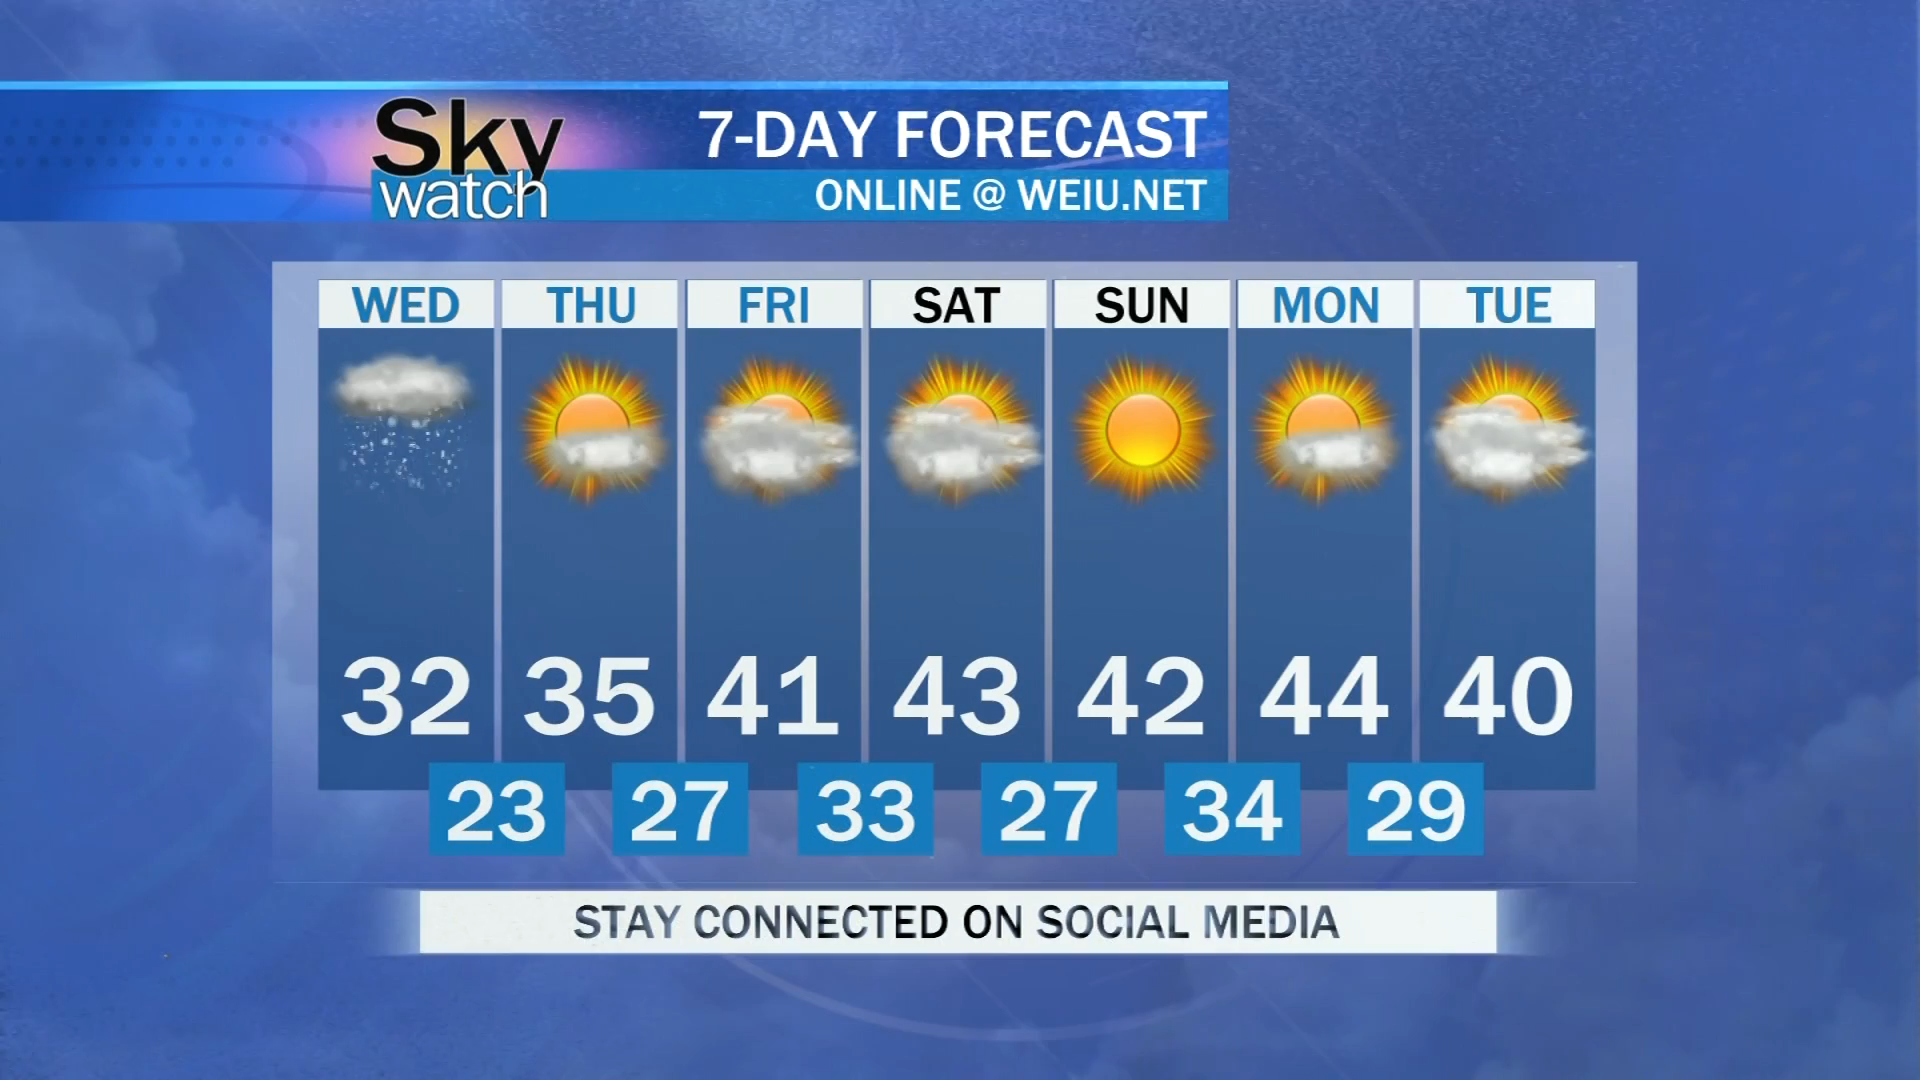 Sky
watch
7-DAY FORECAST
ONLINE @ WEIU.NET
WED THU FRI SAT SUN MON TUE
32 35 41 43 42 44 40
23 27 33 27 34 29
STAY CONNECTED ON SOCIAL MEDIA